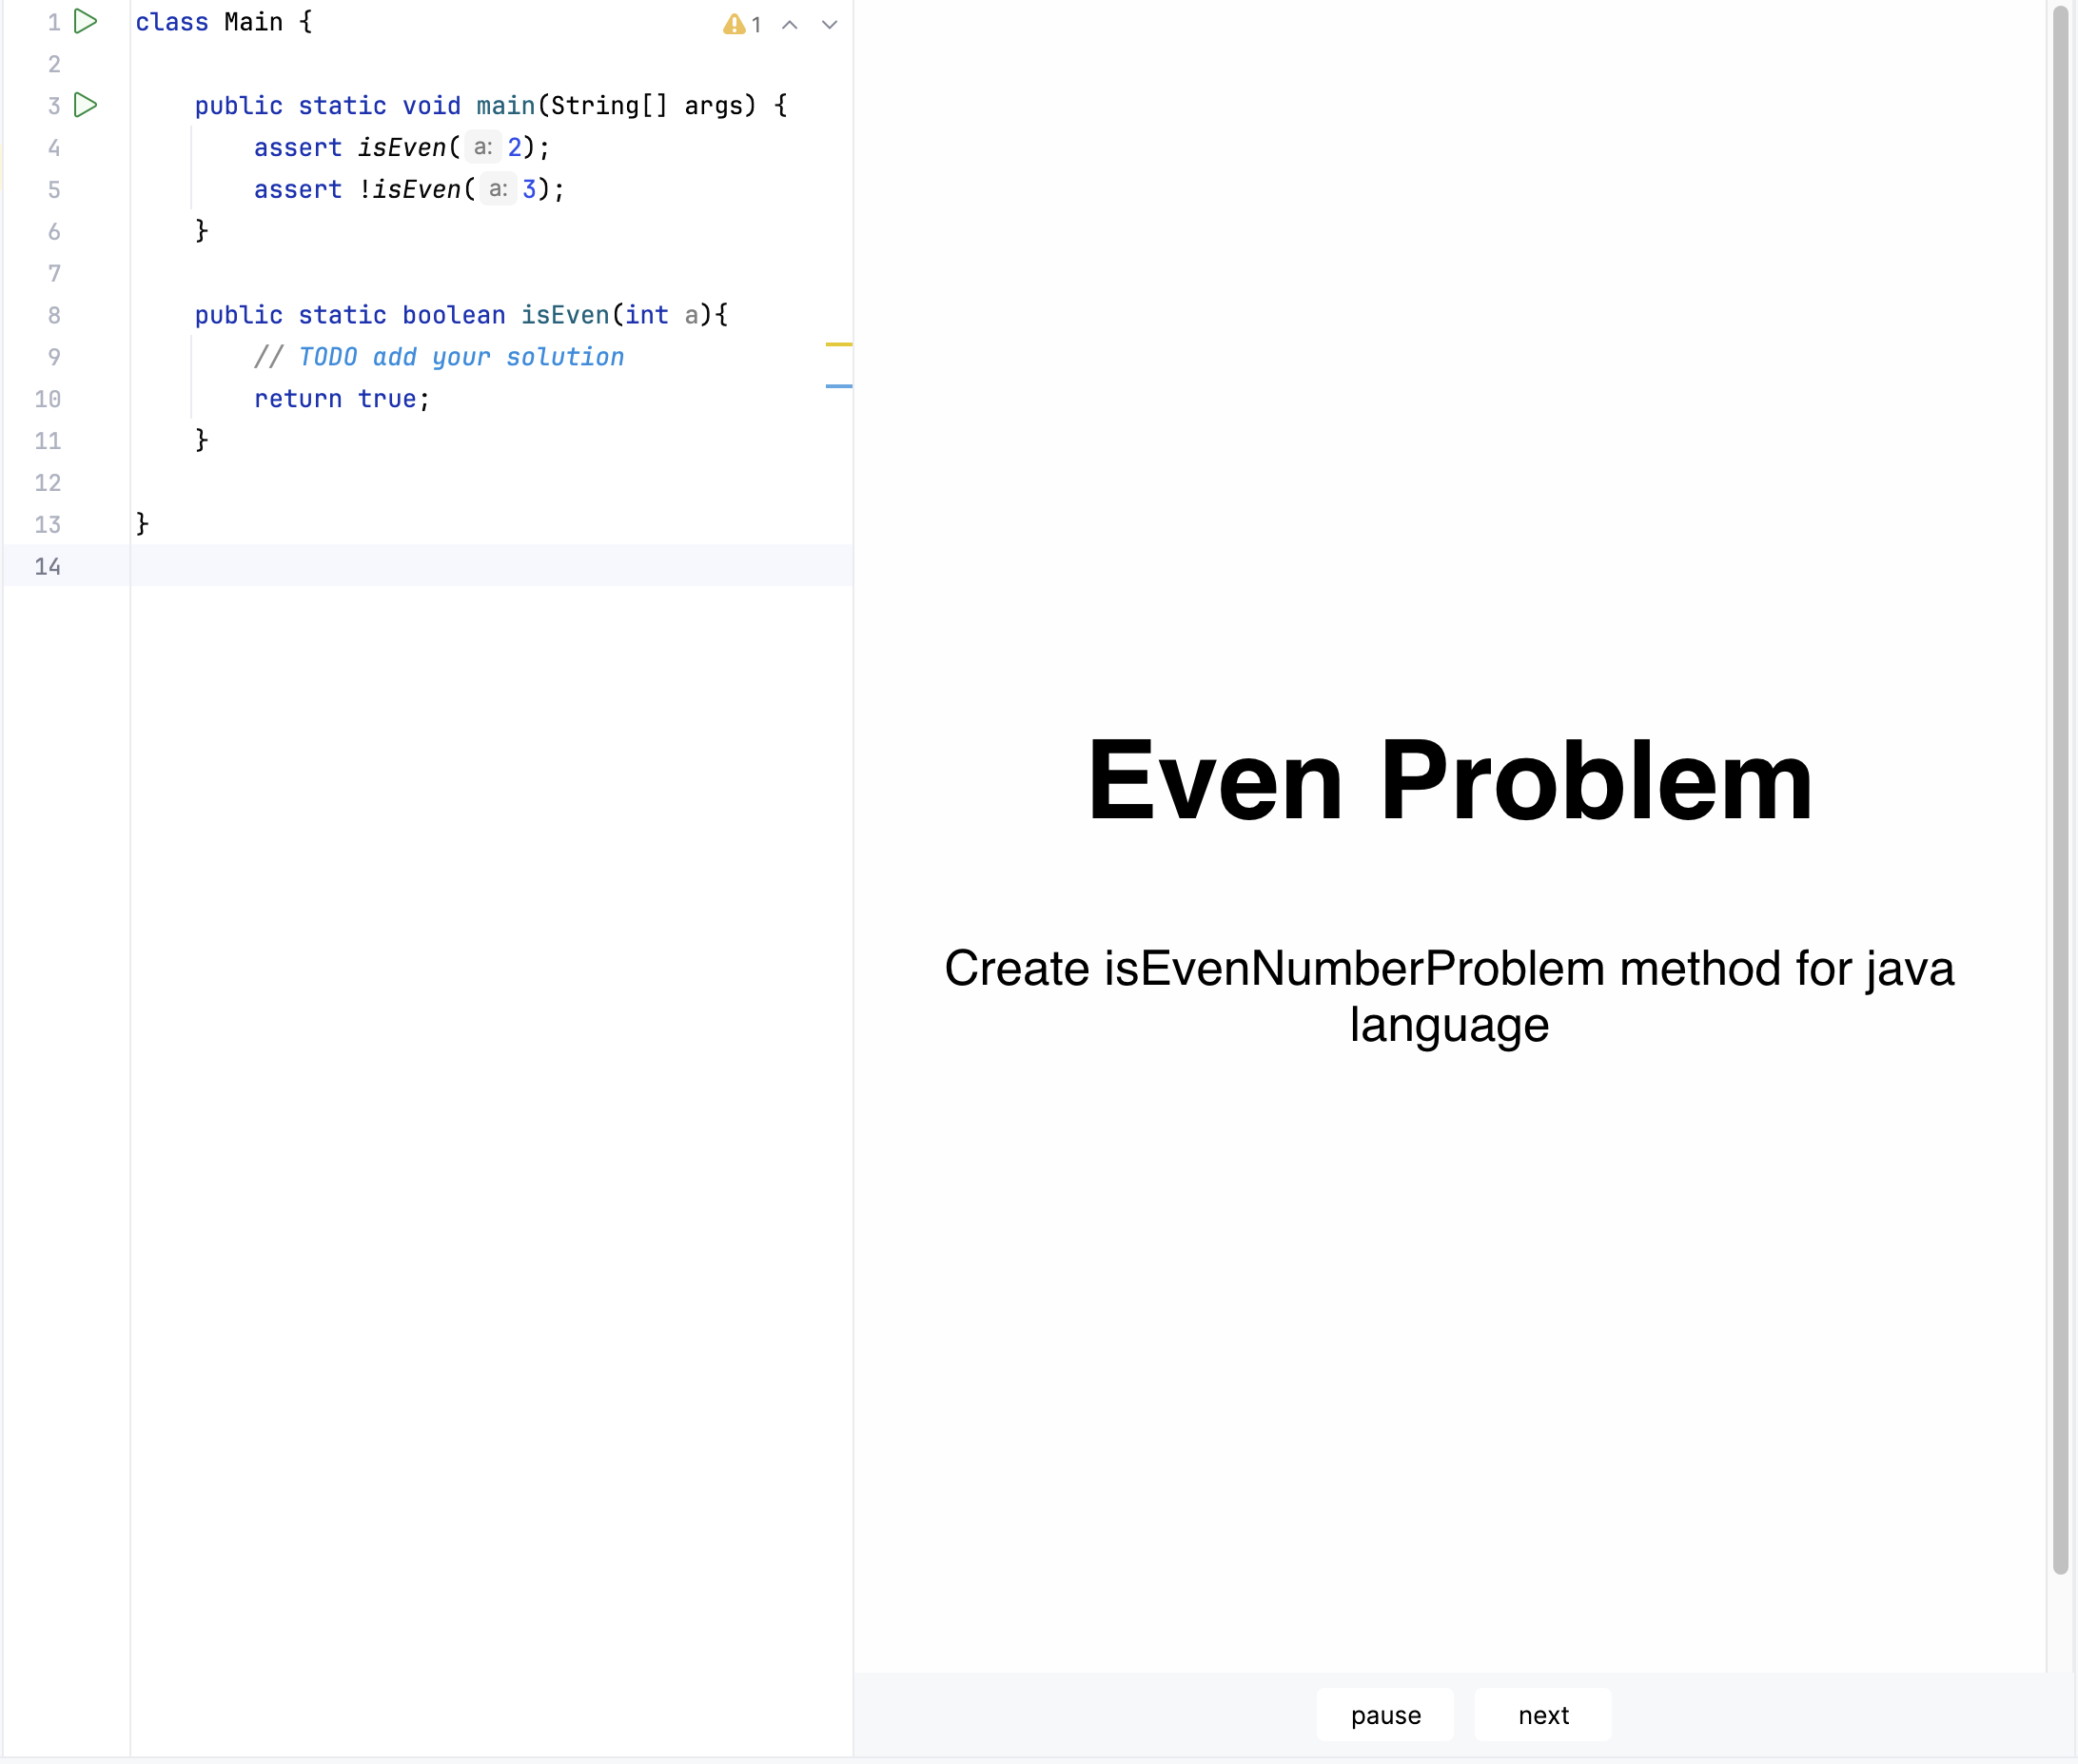 1 class Main { 1
2
3 public static void main(String[] args) {
4 assert isEven( a: 2);
5 assert !isEven( a: 3);
6 }
7
8 public static boolean isEven(int a){
9 // TODO add your solution
10 return true;
11 }
12
13 }
14
Even Problem
Create isEvenNumberProblem method for java
language
pause next